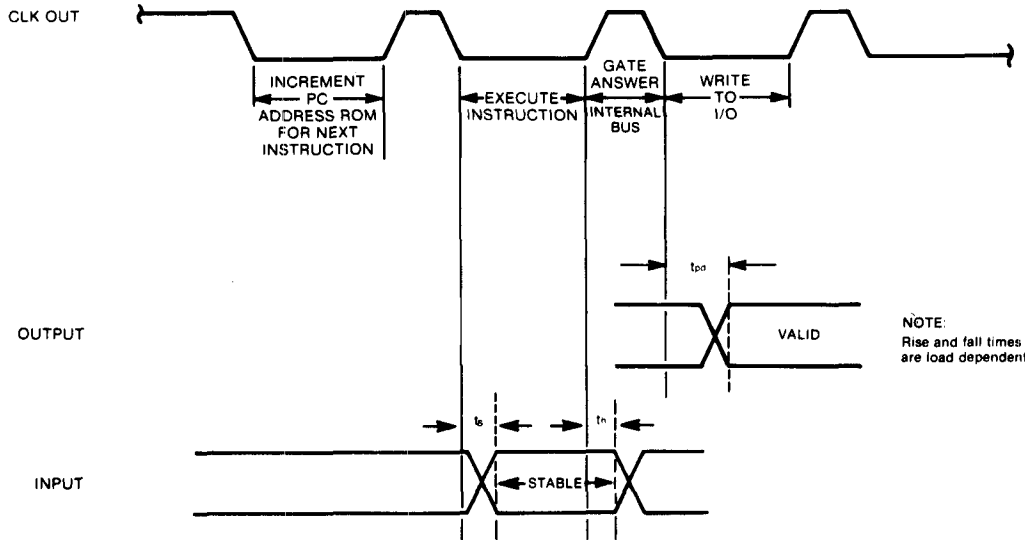 CLK OUT
INCREMENT
PC
ADDRESS ROM
FOR NEXT
INSTRUCTION
EXECUTE
INSTRUCTION
GATE
ANSWER
INTERNAL
BUS
WRITE
TO
I/O
tpd
OUTPUT
VALID
NOTE:
Rise and fall times
are load dependent
ts
th
INPUT
STABLE